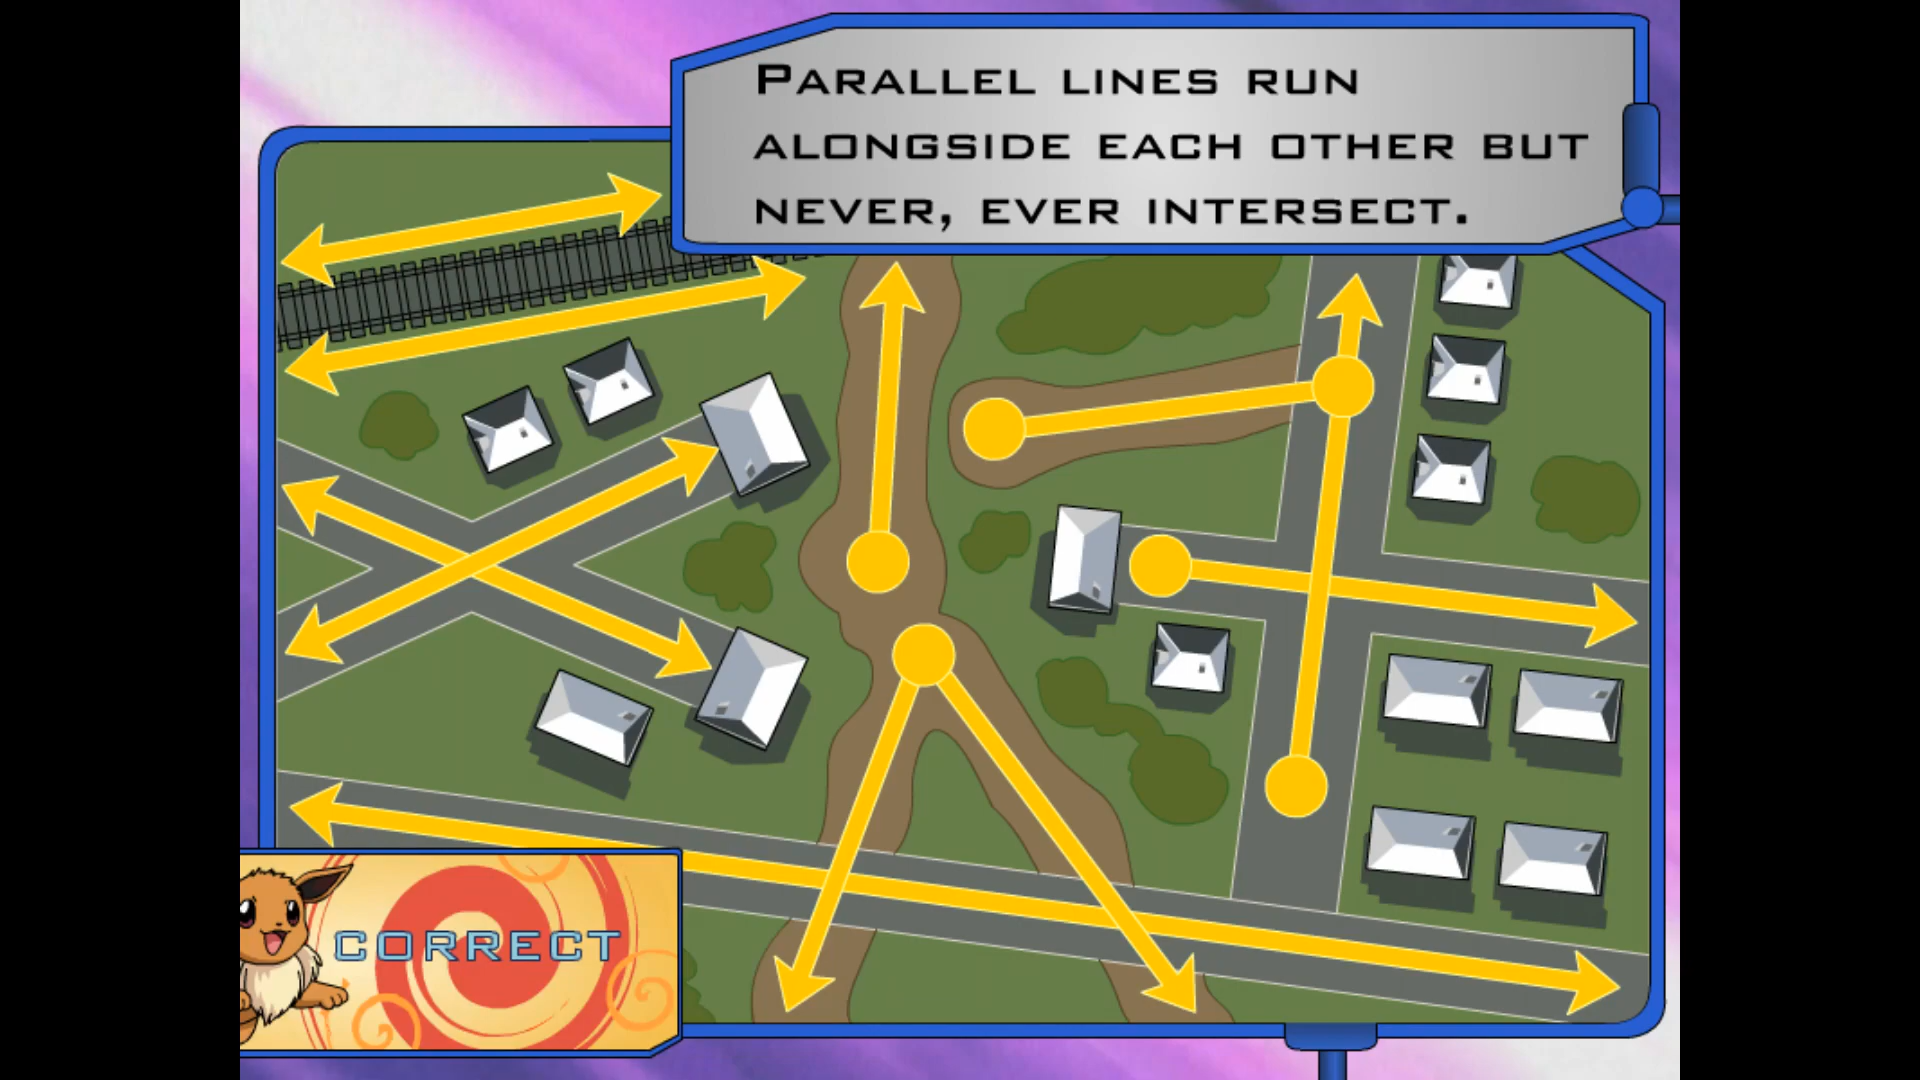 PARALLEL LINES RUN
ALONGSIDE EACH OTHER BUT
NEVER, EVER INTERSECT.
CORRECT